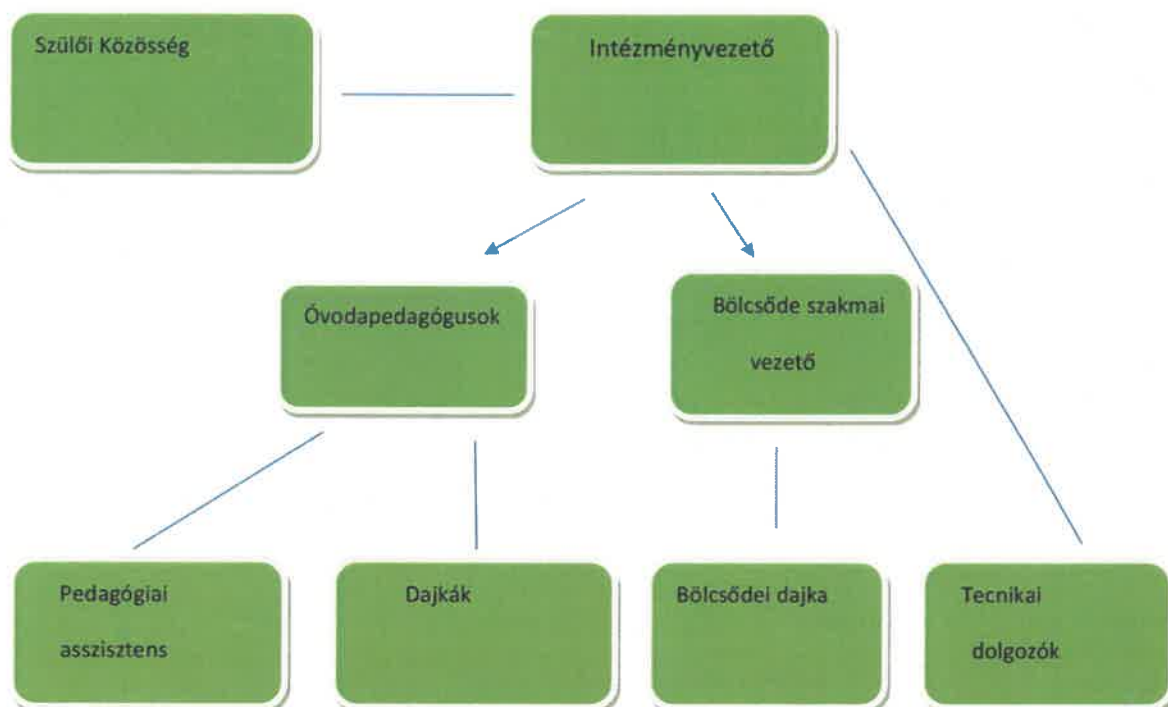 Szülői Közösség
Intézményvezető
Óvodapedagógusok
Bölcsőde szakmai
vezető
Pedagógiai
asszisztens
Dajkák
Bölcsődei dajka
Tecnikai
dolgozók